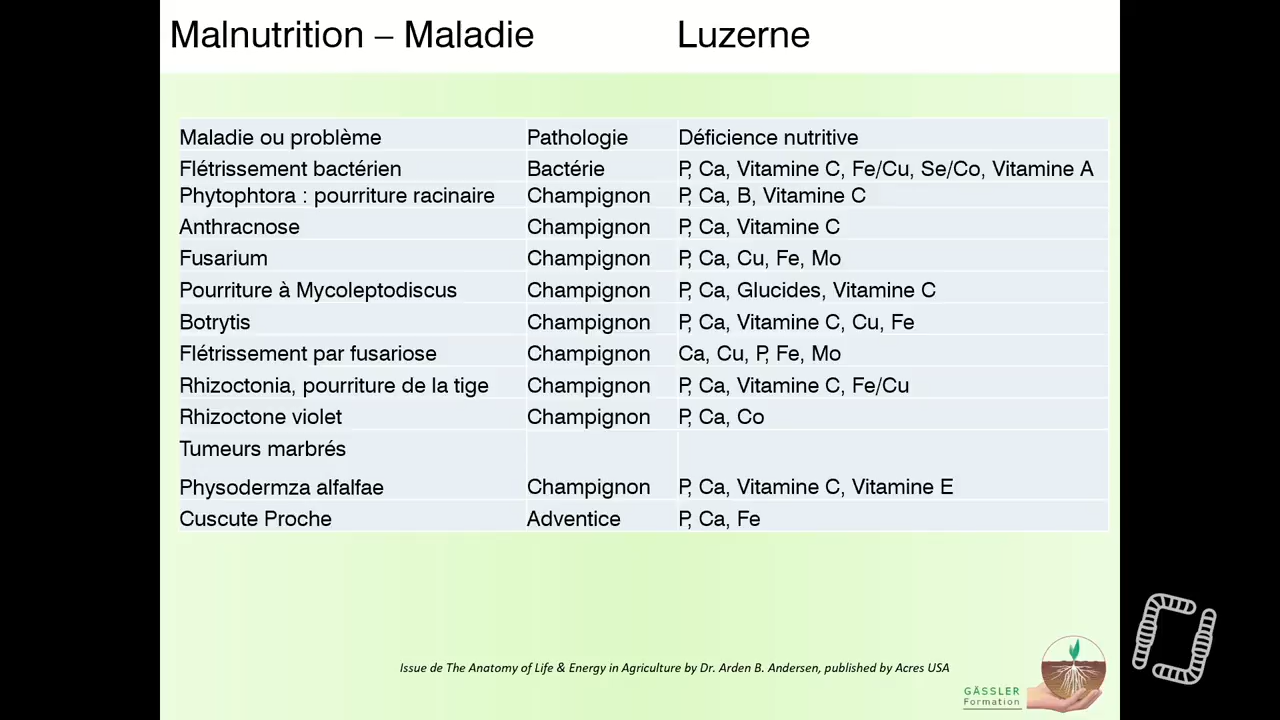 Malnutrition – Maladie Luzerne
Maladie ou problème Pathologie Déficience nutritive
Flétrissement bactérien Bactérie P, Ca, Vitamine C, Fe/Cu, Se/Co, Vitamine A
Phytophtora : pourriture racinaire Champignon P, Ca, B, Vitamine C
Anthracnose Champignon P, Ca, Vitamine C
Fusarium Champignon P, Ca, Cu, Fe, Mo
Pourriture à Mycoleptodiscus Champignon P, Ca, Glucides, Vitamine C
Botrytis Champignon P, Ca, Vitamine C, Cu, Fe
Flétrissement par fusariose Champignon Ca, Cu, P, Fe, Mo
Rhizoctonia, pourriture de la tige Champignon P, Ca, Vitamine C, Fe/Cu
Rhizoctone violet Champignon P, Ca, Co
Tumeurs marbrés
Physodermza alfalfae Champignon P, Ca, Vitamine C, Vitamine E
Cuscute Proche Adventice P, Ca, Fe
Issue de The Anatomy of Life & Energy in Agriculture by Dr. Arden B. Andersen, published by Acres USA
GÄSSLER
Formation